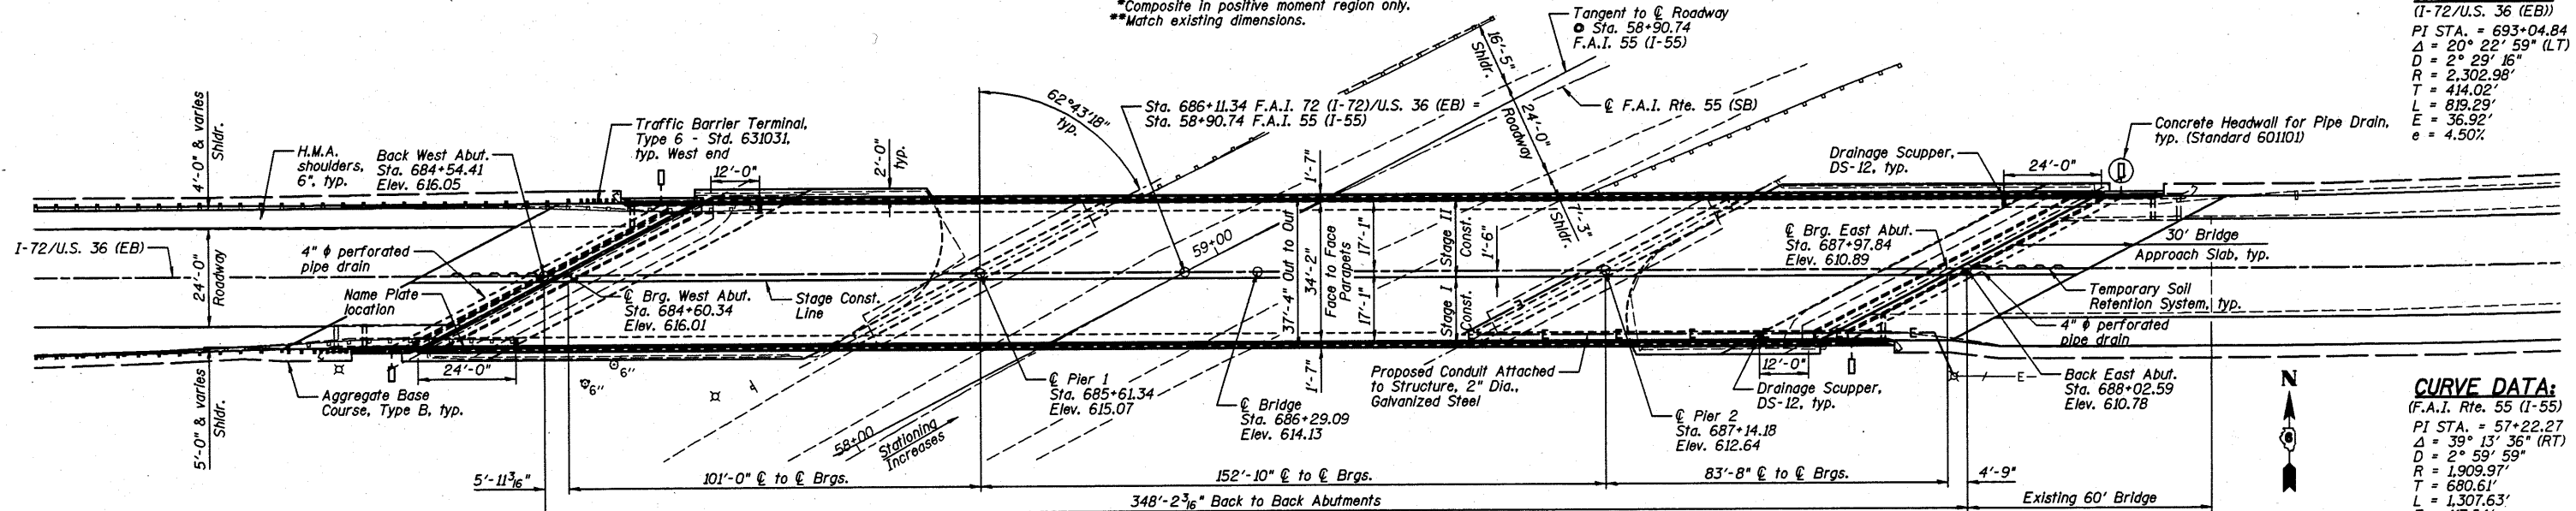 *Composite in positive moment region only.
**Match existing dimensions.
Tangent to ℄ Roadway
@ Sta. 58+90.74
F.A.I. 55 (I-55)
(I-72/U.S. 36 (EB))
PI STA. = 693+04.84
Δ = 20° 22' 59" (LT)
D = 2° 29' 16"
R = 2,302.98'
T = 414.02'
L = 819.29'
E = 36.92'
e = 4.50%
16'-5"
Shldr.
24'-0"
Roadway
7'-3"
Shldr.
℄ F.A.I. Rte. 55 (SB)
62°43'18"
typ.
Sta. 686+11.34 F.A.I. 72 (I-72)/U.S. 36 (EB) =
Sta. 58+90.74 F.A.I. 55 (I-55)
Concrete Headwall for Pipe Drain,
typ. (Standard 601101)
4'-0" & varies
Shldr.
H.M.A.
shoulders,
6", typ.
Back West Abut.
Sta. 684+54.41
Elev. 616.05
Traffic Barrier Terminal,
Type 6 - Std. 631031,
typ. West end
12'-0"
2'-0"
typ.
1'-7"
Drainage Scupper,
DS-12, typ.
24'-0"
I-72/U.S. 36 (EB)
24'-0"
Roadway
4" ϕ perforated
pipe drain
Name Plate
location
℄ Brg. West Abut.
Sta. 684+60.34
Elev. 616.01
Stage Const.
Line
59+00
37'-4" Out to Out
34'-2"
Face to Face
Parapets
17'-1"
17'-1"
Stage II
Const.
Stage I
Const.
1'-6"
℄ Brg. East Abut.
Sta. 687+97.84
Elev. 610.89
30' Bridge
Approach Slab, typ.
Temporary Soil
Retention System, typ.
4" ϕ perforated
pipe drain
5'-0" & varies
Shldr.
24'-0"
Aggregate Base
Course, Type B, typ.
6"
6"
58+00
Stationing
Increases
℄ Pier 1
Sta. 685+61.34
Elev. 615.07
℄ Bridge
Sta. 686+29.09
Elev. 614.13
1'-7"
Proposed Conduit Attached
to Structure, 2" Dia.,
Galvanized Steel
E
E
E
E
E
E
E
℄ Pier 2
Sta. 687+14.18
Elev. 612.64
12'-0"
Drainage Scupper,
DS-12, typ.
Back East Abut.
Sta. 688+02.59
Elev. 610.78
N
CURVE DATA:
(F.A.I. Rte. 55 (I-55)
PI STA. = 57+22.27
Δ = 39° 13' 36" (RT)
D = 2° 59' 59"
R = 1,909.97'
T = 680.61'
L = 1,307.63'
5'-11 3/16"
101'-0" ℄ to ℄ Brgs.
152'-10" ℄ to ℄ Brgs.
83'-8" ℄ to ℄ Brgs.
4'-9"
348'-2 3/16" Back to Back Abutments
Existing 60' Bridge